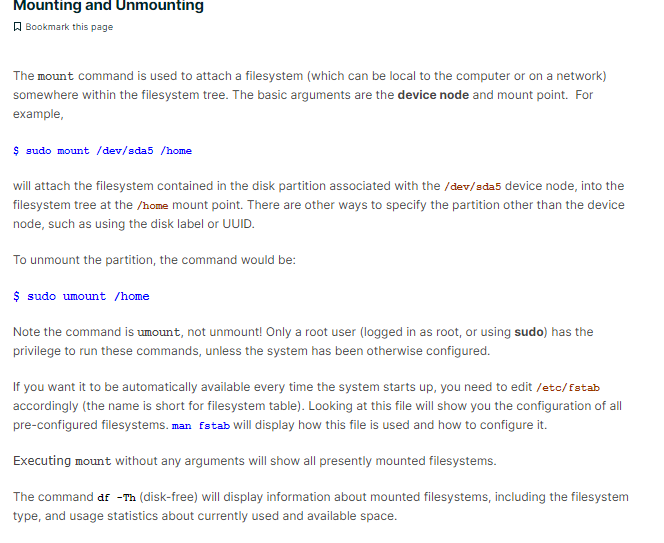 Mounting and Unmounting
Bookmark this page
The mount command is used to attach a filesystem (which can be local to the computer or on a network)
somewhere within the filesystem tree. The basic arguments are the device node and mount point. For
example,
$ sudo mount /dev/sda5 /home
will attach the filesystem contained in the disk partition associated with the /dev/sda5 device node, into the
filesystem tree at the /home mount point. There are other ways to specify the partition other than the device
node, such as using the disk label or UUID.
To unmount the partition, the command would be:
$ sudo umount /home
Note the command is umount, not unmount! Only a root user (logged in as root, or using sudo) has the
privilege to run these commands, unless the system has been otherwise configured.
If you want it to be automatically available every time the system starts up, you need to edit /etc/fstab
accordingly (the name is short for filesystem table). Looking at this file will show you the configuration of all
pre-configured filesystems. man fstab will display how this file is used and how to configure it.
Executing mount without any arguments will show all presently mounted filesystems.
The command df -Th (disk-free) will display information about mounted filesystems, including the filesystem
type, and usage statistics about currently used and available space.